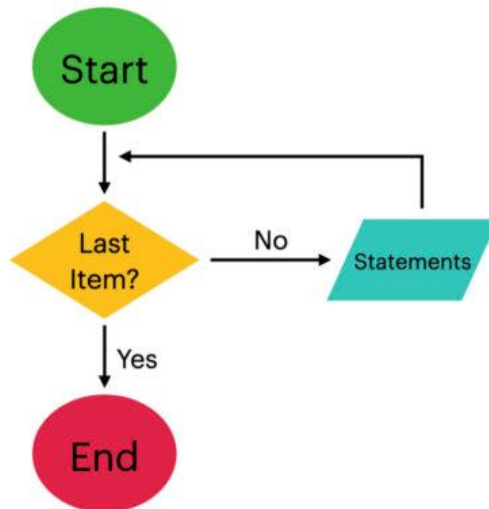 Start
Last
Item?
No
Statements
Yes
End